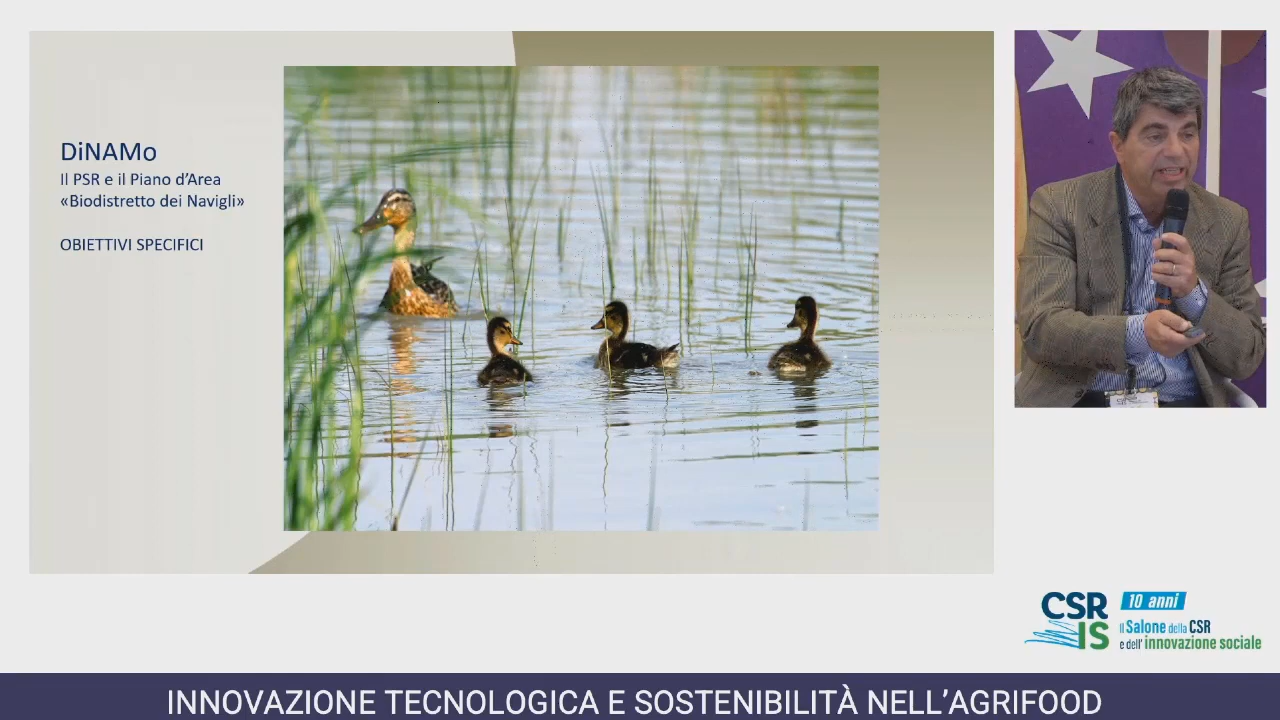 DiNAMo
Il PSR e il Piano d'Area
«Biodistretto dei Navigli»
OBIETTIVI SPECIFICI
CSR
IS
10 anni
Il Salone della CSR
e dell' innovazione sociale
INNOVAZIONE TECNOLOGICA E SOSTENIBILITÀ NELL'AGRIFOOD